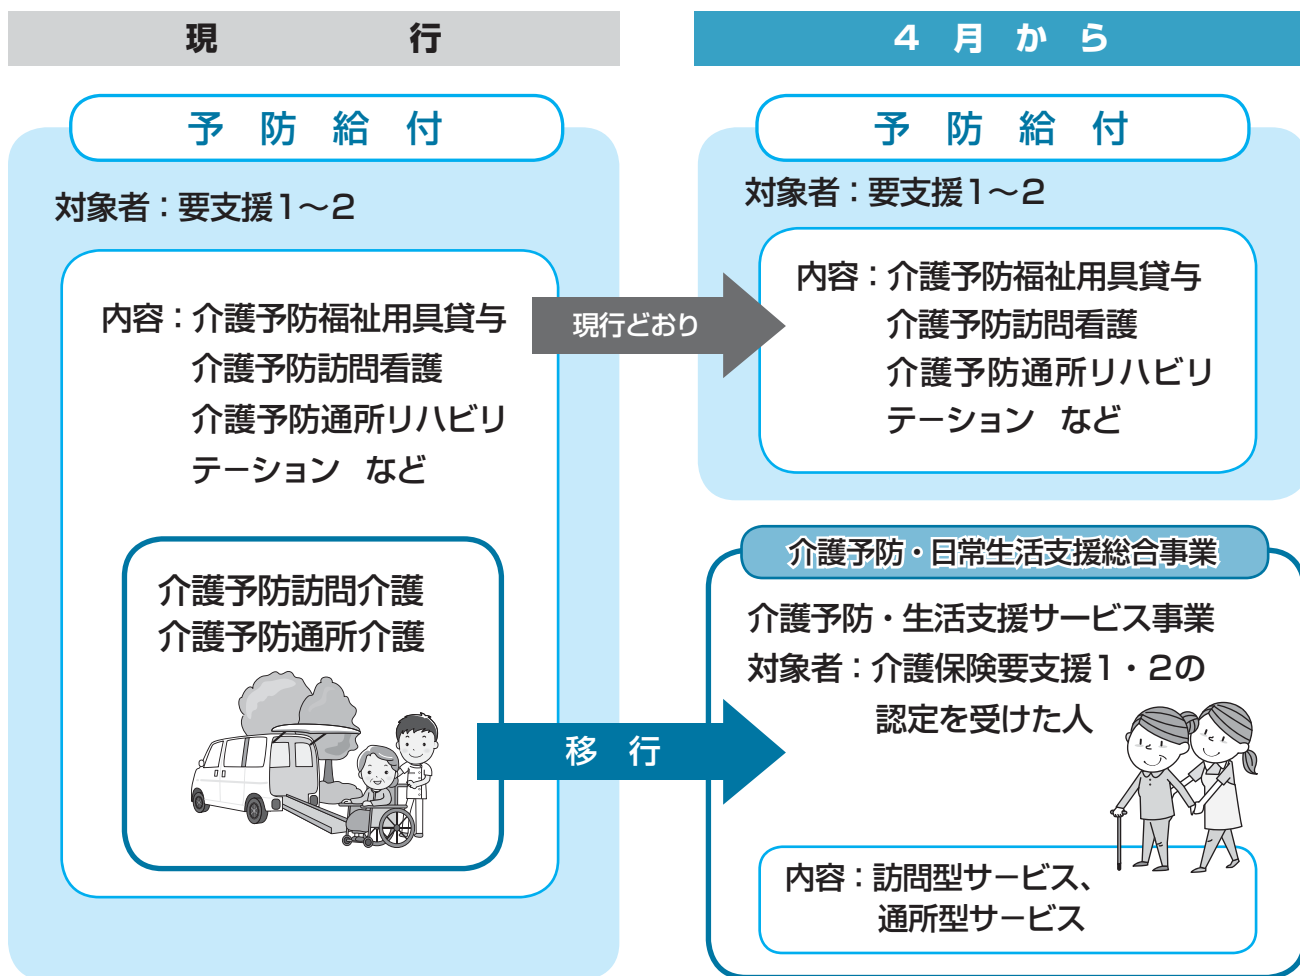 現行
予防給付
対象者：要支援1～2
内容：介護予防福祉用具貸与
介護予防訪問看護
介護予防通所リハビリ
テーション など
介護予防訪問介護
介護予防通所介護
現行どおり
移行
4月から
予防給付
対象者：要支援1～2
内容：介護予防福祉用具貸与
介護予防訪問看護
介護予防通所リハビリ
テーション など
介護予防・日常生活支援総合事業
介護予防・生活支援サービス事業
対象者：介護保険要支援1・2の
認定を受けた人
内容：訪問型サービス、
通所型サービス